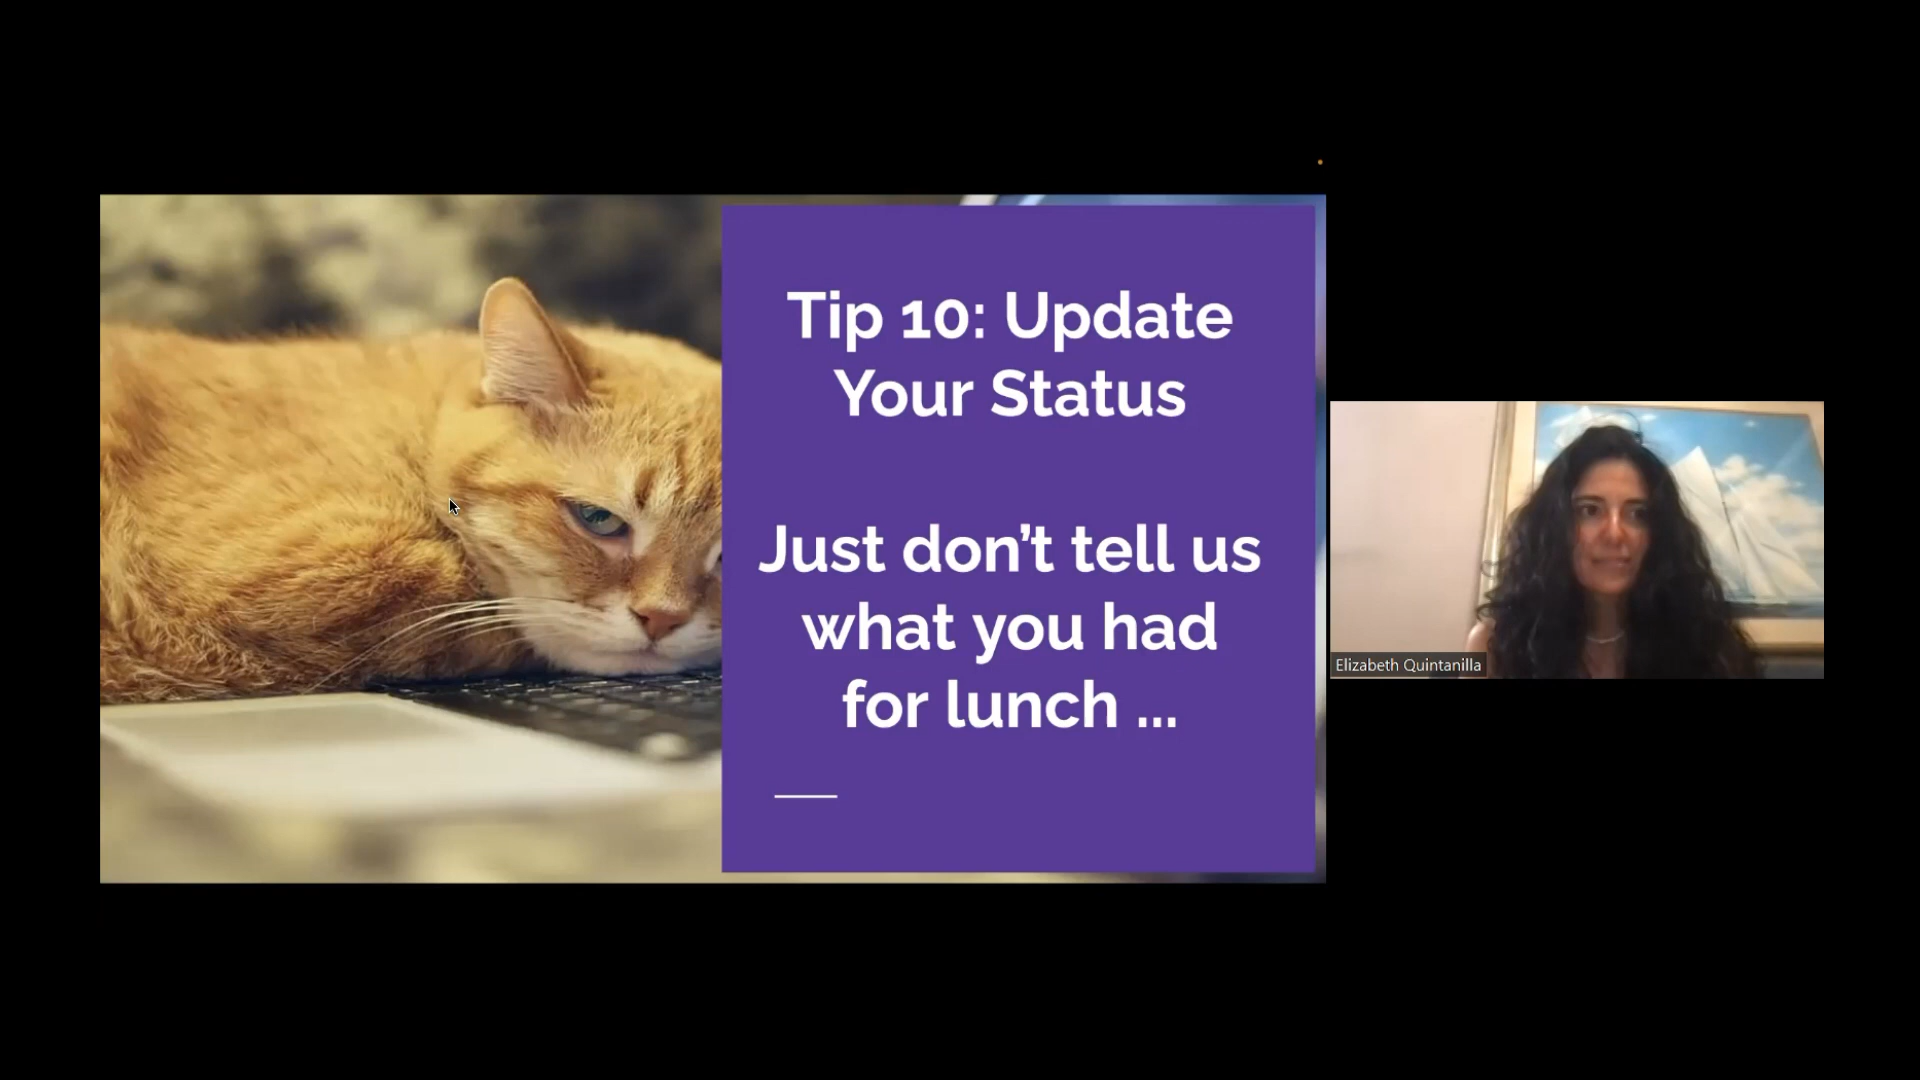 Tip 10: Update
Your Status
Just don’t tell us
what you had
for lunch ...
Elizabeth Quintanilla